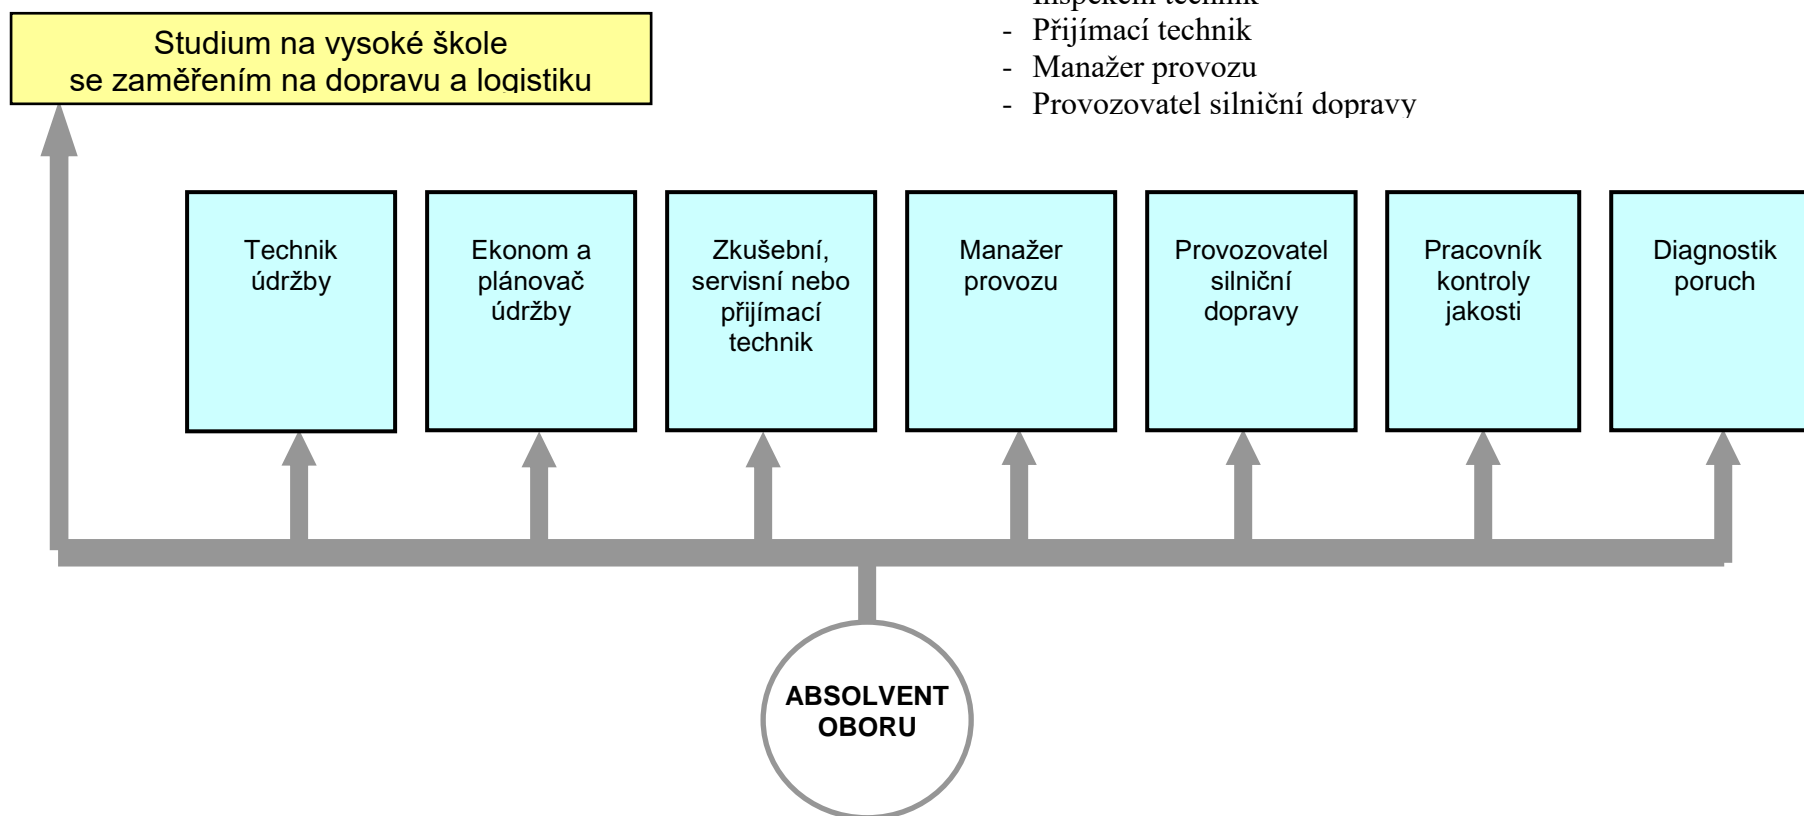 - Přijímací technik
- Manažer provozu
- Provozovatel silniční dopravy
Studium na vysoké škole
se zaměřením na dopravu a logistiku
Technik
údržby
Ekonom a
plánovač
údržby
Zkušební,
servisní nebo
přijímací
technik
Manažer
provozu
Provozovatel
silniční
dopravy
Pracovník
kontroly
jakosti
Diagnostik
poruch
ABSOLVENT
OBORU